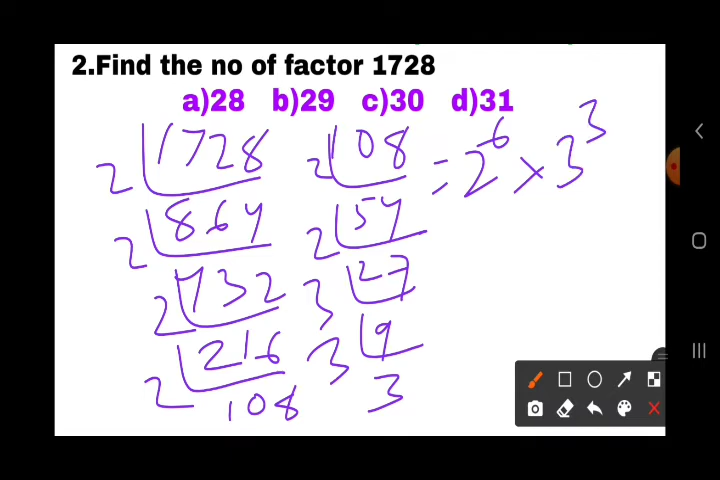 2.Find the no of factor 1728
a)28 b)29 c)30 d)31
2 1728 2 108 = 2^6 × 3^3
2 864 2 54
2 432 3 27
2 216 3 9
108 3